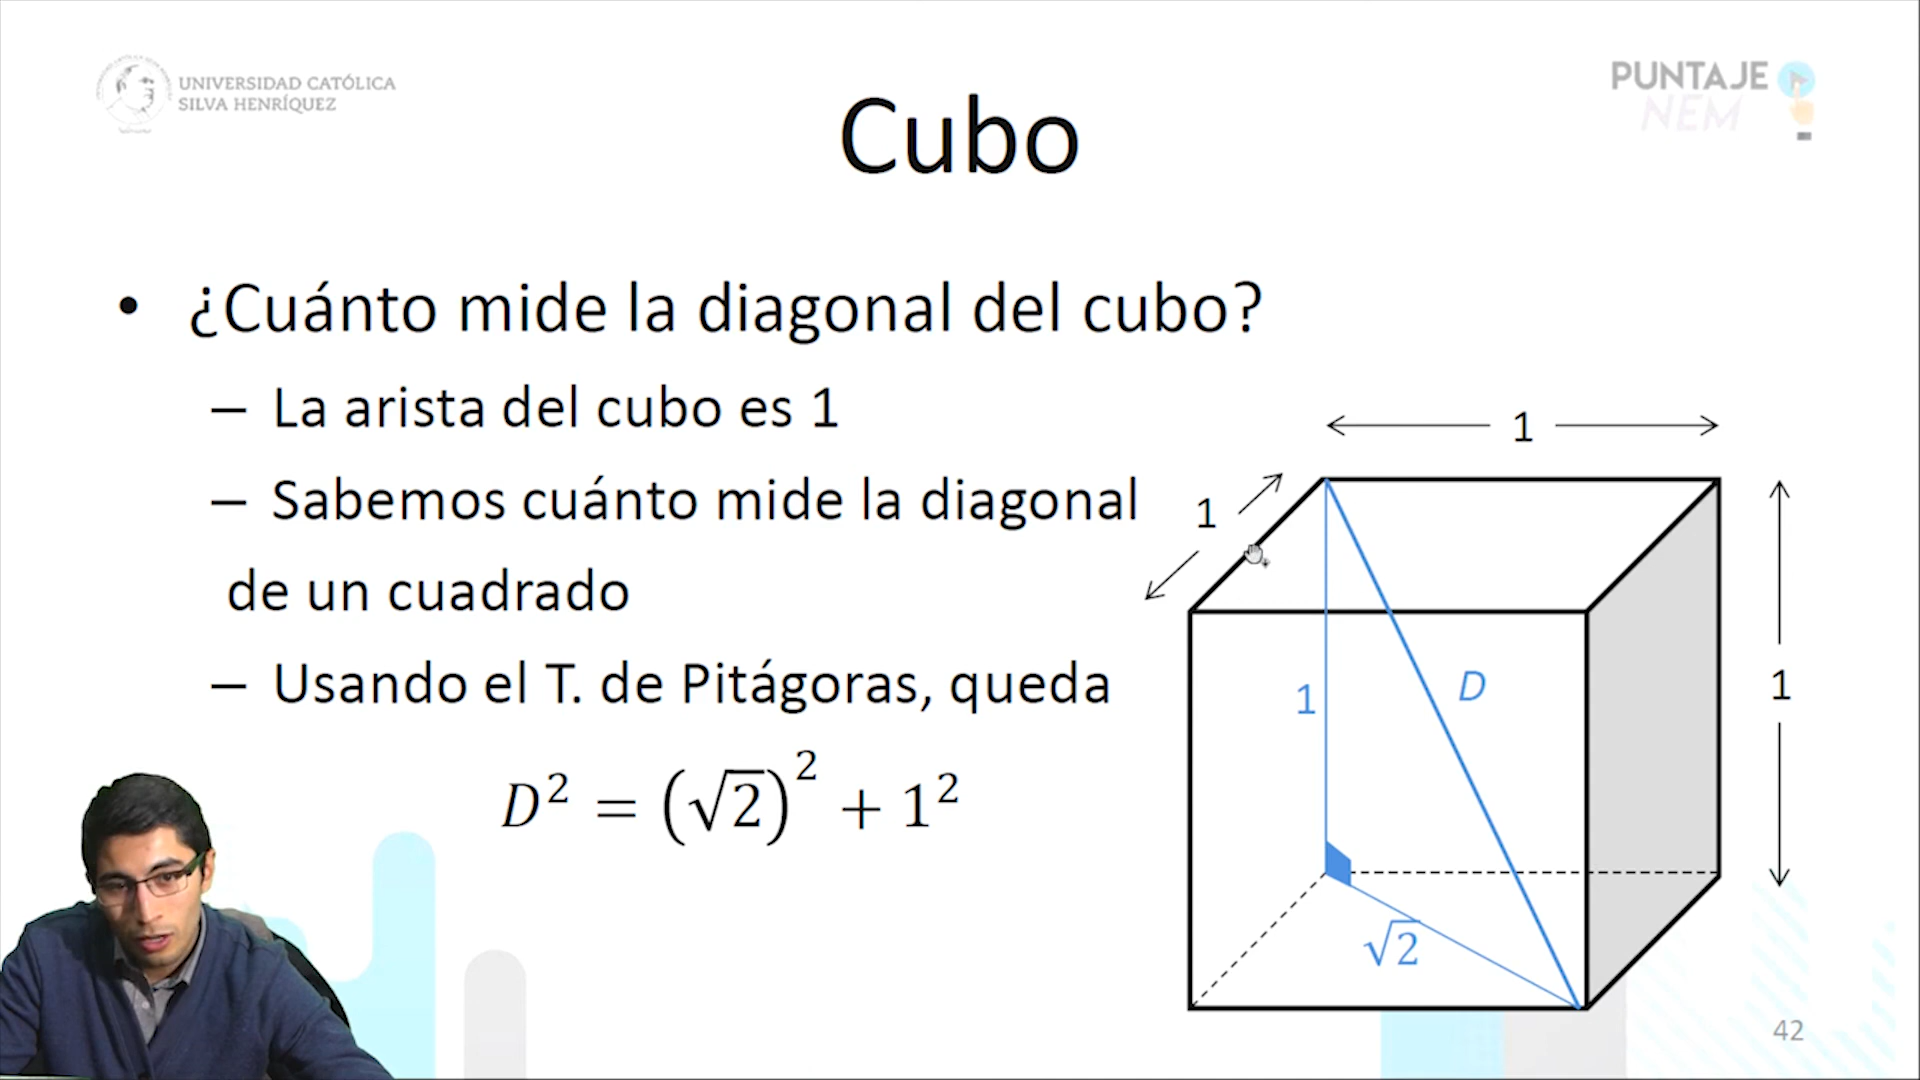 UNIVERSIDAD CATÓLICA
SILVA HENRÍQUEZ
PUNTAJE
NEM
Cubo
• ¿Cuánto mide la diagonal del cubo?
– La arista del cubo es 1
– Sabemos cuánto mide la diagonal
de un cuadrado
– Usando el T. de Pitágoras, queda
D² = (√2)² + 1²
1
1
1
1
D
√2
42